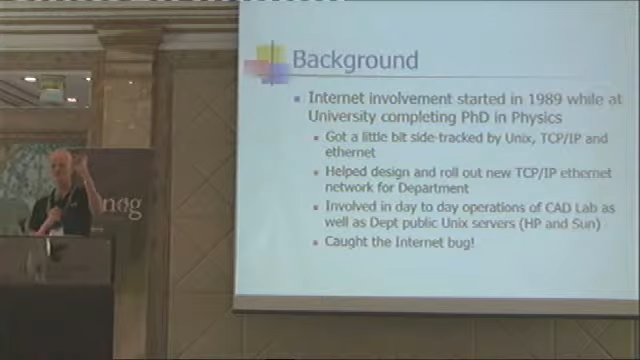 Background
Internet involvement started in 1989 while at
University completing PhD in Physics
Got a little bit side-tracked by Unix, TCP/IP and
ethernet
Helped design and roll out new TCP/IP ethernet
network for Department
Involved in day to day operations of CAD Lab as
well as Dept public Unix servers (HP and Sun)
Caught the Internet bug!
nog